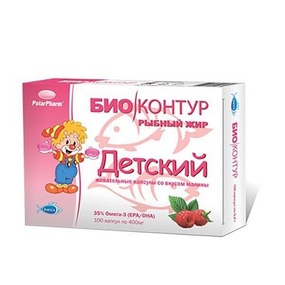 PolarPharm
БИОКОНТУР
РЫБНЫЙ ЖИР
Детский
жевательные капсулы со вкусом малины
35% Омега-3 (EPA/DHA)
100 капсул по 400мг